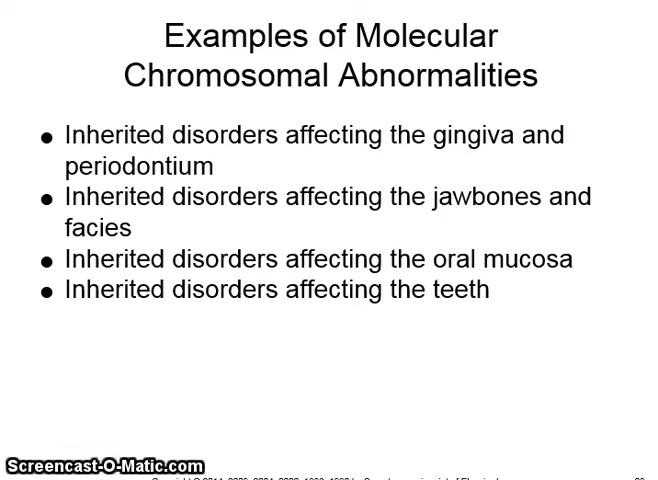 Examples of Molecular
Chromosomal Abnormalities
● Inherited disorders affecting the gingiva and
periodontium
● Inherited disorders affecting the jawbones and
facies
● Inherited disorders affecting the oral mucosa
● Inherited disorders affecting the teeth
Screencast-O-Matic.com